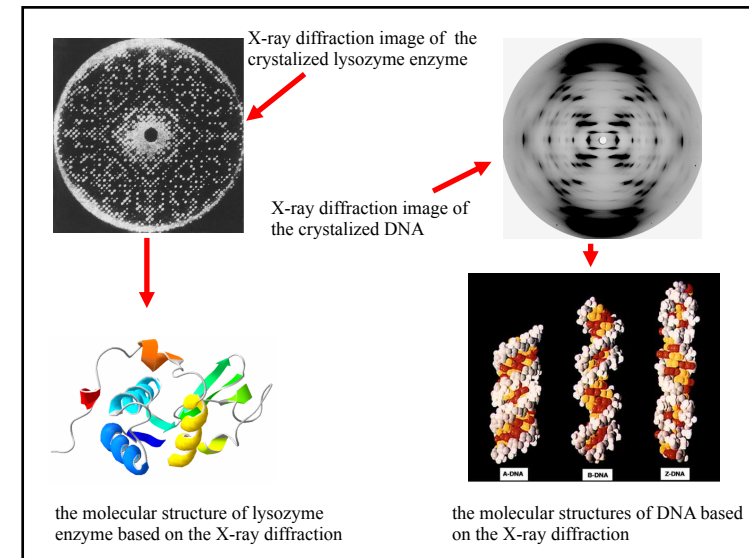 X-ray diffraction image of  the
crystalized lysozyme enzyme
X-ray diffraction image of
the crystalized DNA
A-DNA
B-DNA
Z-DNA
the molecular structure of lysozyme
enzyme based on the X-ray diffraction
the molecular structures of DNA based
on the X-ray diffraction